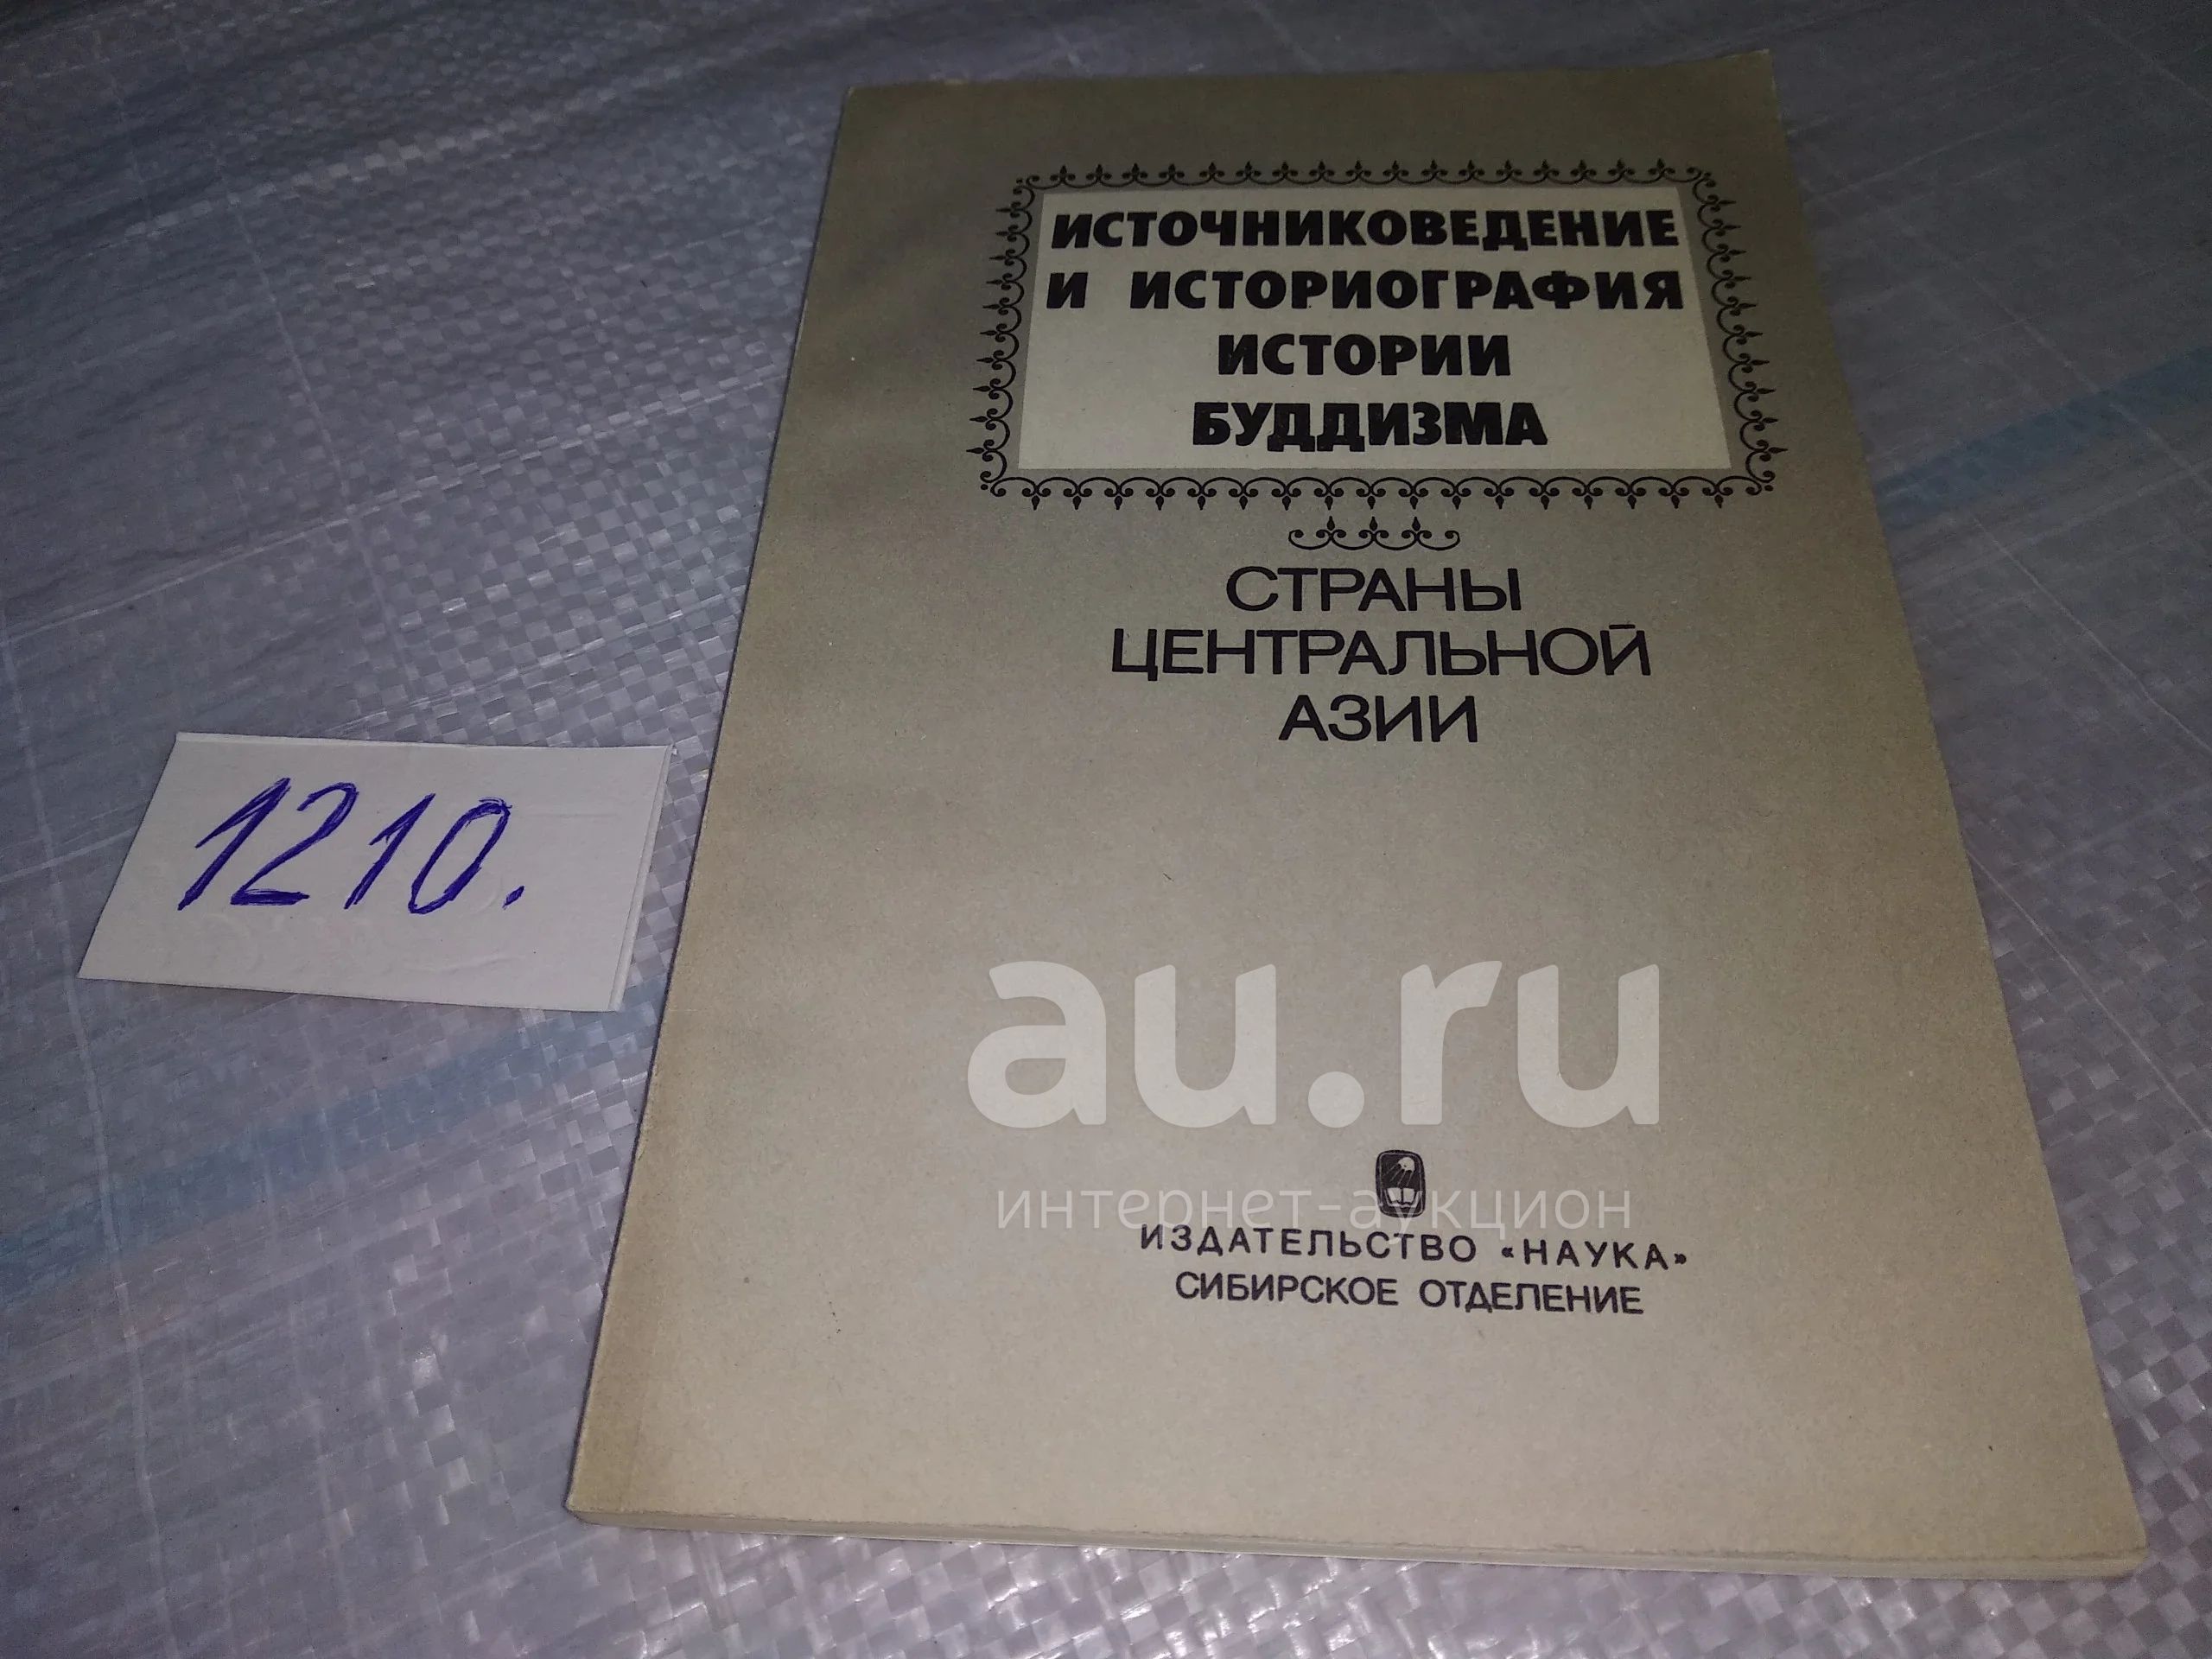 ИСТОЧНИКОВЕДЕНИЕ
И ИСТОРИОГРАФИЯ
ИСТОРИИ
БУДДИЗМА
СТРАНЫ
ЦЕНТРАЛЬНОЙ
АЗИИ
1210.
au.ru
интернет-аукцион
ИЗДАТЕЛЬСТВО «НАУКА»
СИБИРСКОЕ ОТДЕЛЕНИЕ